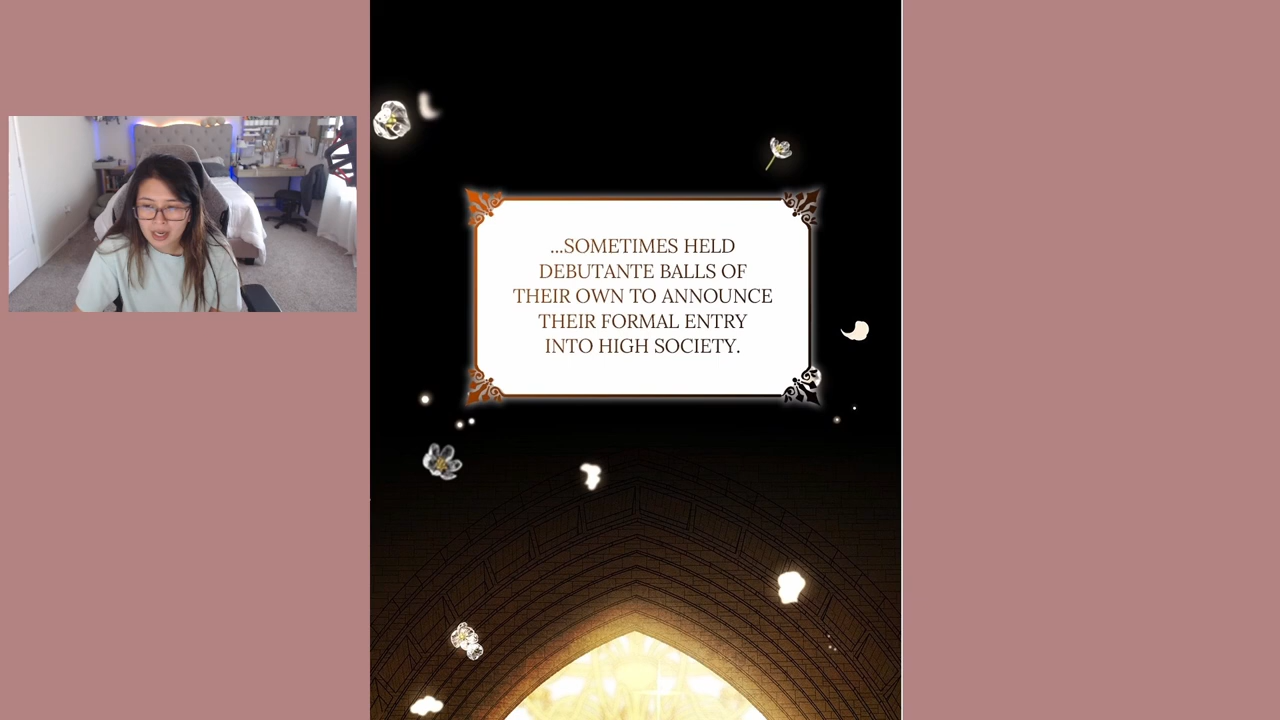 ...SOMETIMES HELD
DEBUTANTE BALLS OF
THEIR OWN TO ANNOUNCE
THEIR FORMAL ENTRY
INTO HIGH SOCIETY.